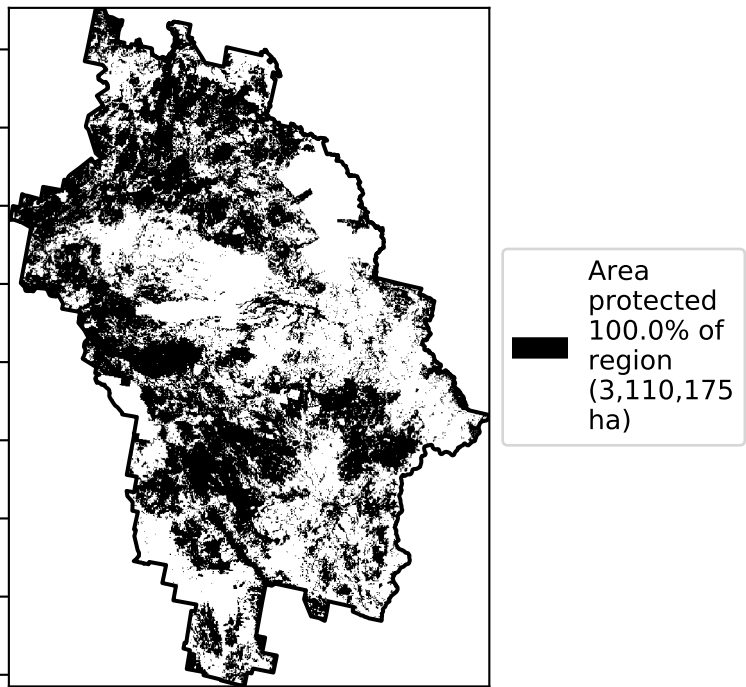 Area
protected
100.0% of
region
(3,110,175
ha)